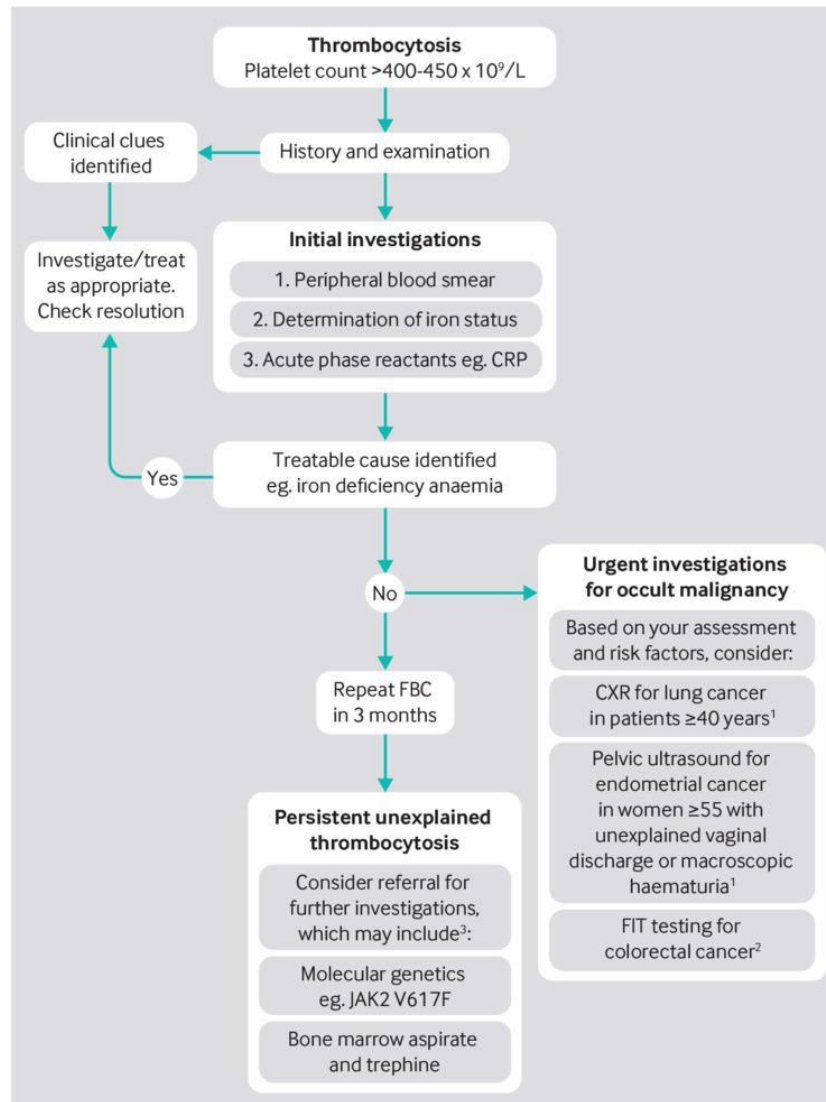 Thrombocytosis
Platelet count >400-450 x 10⁹/L
Clinical clues
identified
History and examination
Investigate/treat
as appropriate.
Check resolution
Initial investigations
1. Peripheral blood smear
2. Determination of iron status
3. Acute phase reactants eg. CRP
Yes
Treatable cause identified
eg. iron deficiency anaemia
No
Urgent investigations
for occult malignancy
Based on your assessment
and risk factors, consider:
CXR for lung cancer
in patients ≥40 years¹
Pelvic ultrasound for
endometrial cancer
in women ≥55 with
unexplained vaginal
discharge or macroscopic
haematuria¹
FIT testing for
colorectal cancer²
Repeat FBC
in 3 months
Persistent unexplained
thrombocytosis
Consider referral for
further investigations,
which may include³:
Molecular genetics
eg. JAK2 V617F
Bone marrow aspirate
and trephine